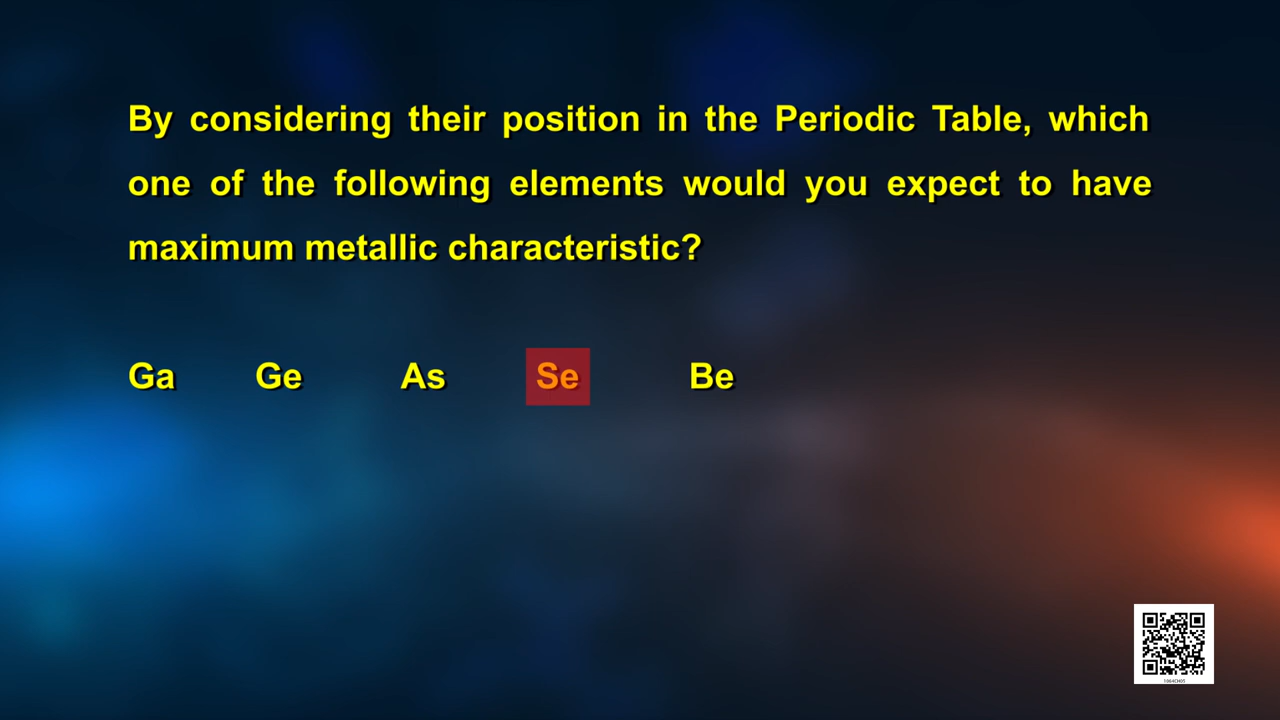 By considering their position in the Periodic Table, which
one of the following elements would you expect to have
maximum metallic characteristic?
Ga Ge As Se Be
1064CH05